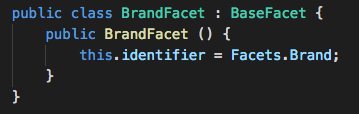 public class BrandFacet : BaseFacet {
    public BrandFacet () {
        this.identifier = Facets.Brand;
    }
}